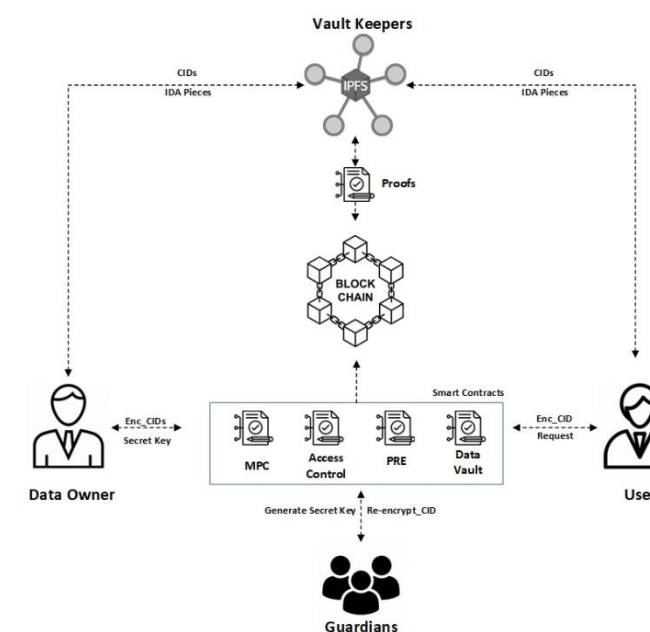 Vault Keepers
CIDs
IDA Pieces
IPFS
CIDs
IDA Pieces
Proofs
BLOCK
CHAIN
Smart Contracts
Enc_CIDs
Secret Key
MPC
Access
Control
PRE
Data
Vault
Enc_CID
Request
Data Owner
Use
Generate Secret Key
Re-encrypt_CID
Guardians